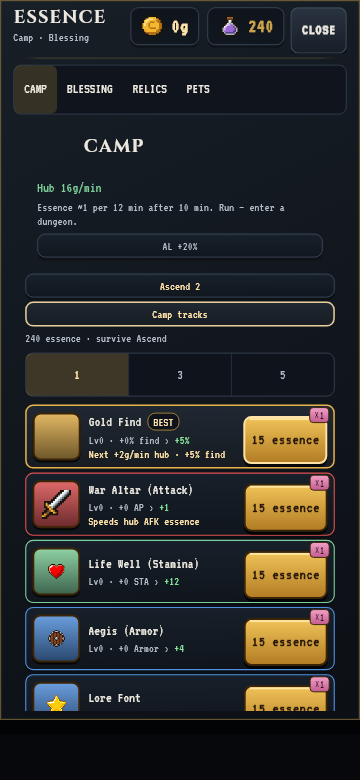 ESSENCE
Camp · Blessing
0g
240
CLOSE
CAMP
BLESSING
RELICS
PETS
CAMP
Hub 16g/min
Essence ~1 per 12 min after 10 min. Run — enter a
dungeon.
AL +20%
Ascend 2
Camp tracks
240 essence · survive Ascend
1
3
5
Gold Find BEST
Lv0 · +0% find › +5%
Next +2g/min hub · +5% find
X1
15 essence
War Altar (Attack)
Lv0 · +0 AP › +1
Speeds hub AFK essence
X1
15 essence
Life Well (Stamina)
Lv0 · +0 STA › +12
X1
15 essence
Aegis (Armor)
Lv0 · +0 Armor › +4
X1
15 essence
Lore Font
X1
15 essence